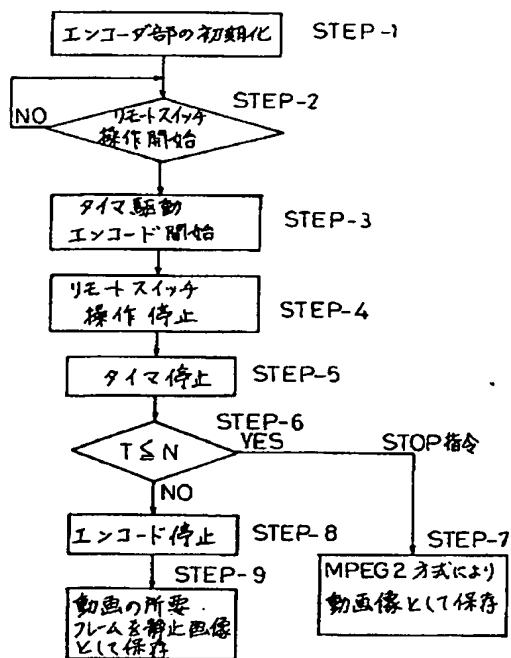 エンコーダ部の初期化
STEP-1
STEP-2
NO
リモートスイッチ
操作開始
タイマ駆動
エンコード開始
STEP-3
リモートスイッチ
操作停止
STEP-4
タイマ停止
STEP-5
STEP-6
T≦N
YES
STOP指令
NO
エンコード停止
STEP-8
STEP-7
STEP-9
MPEG2方式により
動画像として保存
動画の所要
フレームを静止画像
として保存